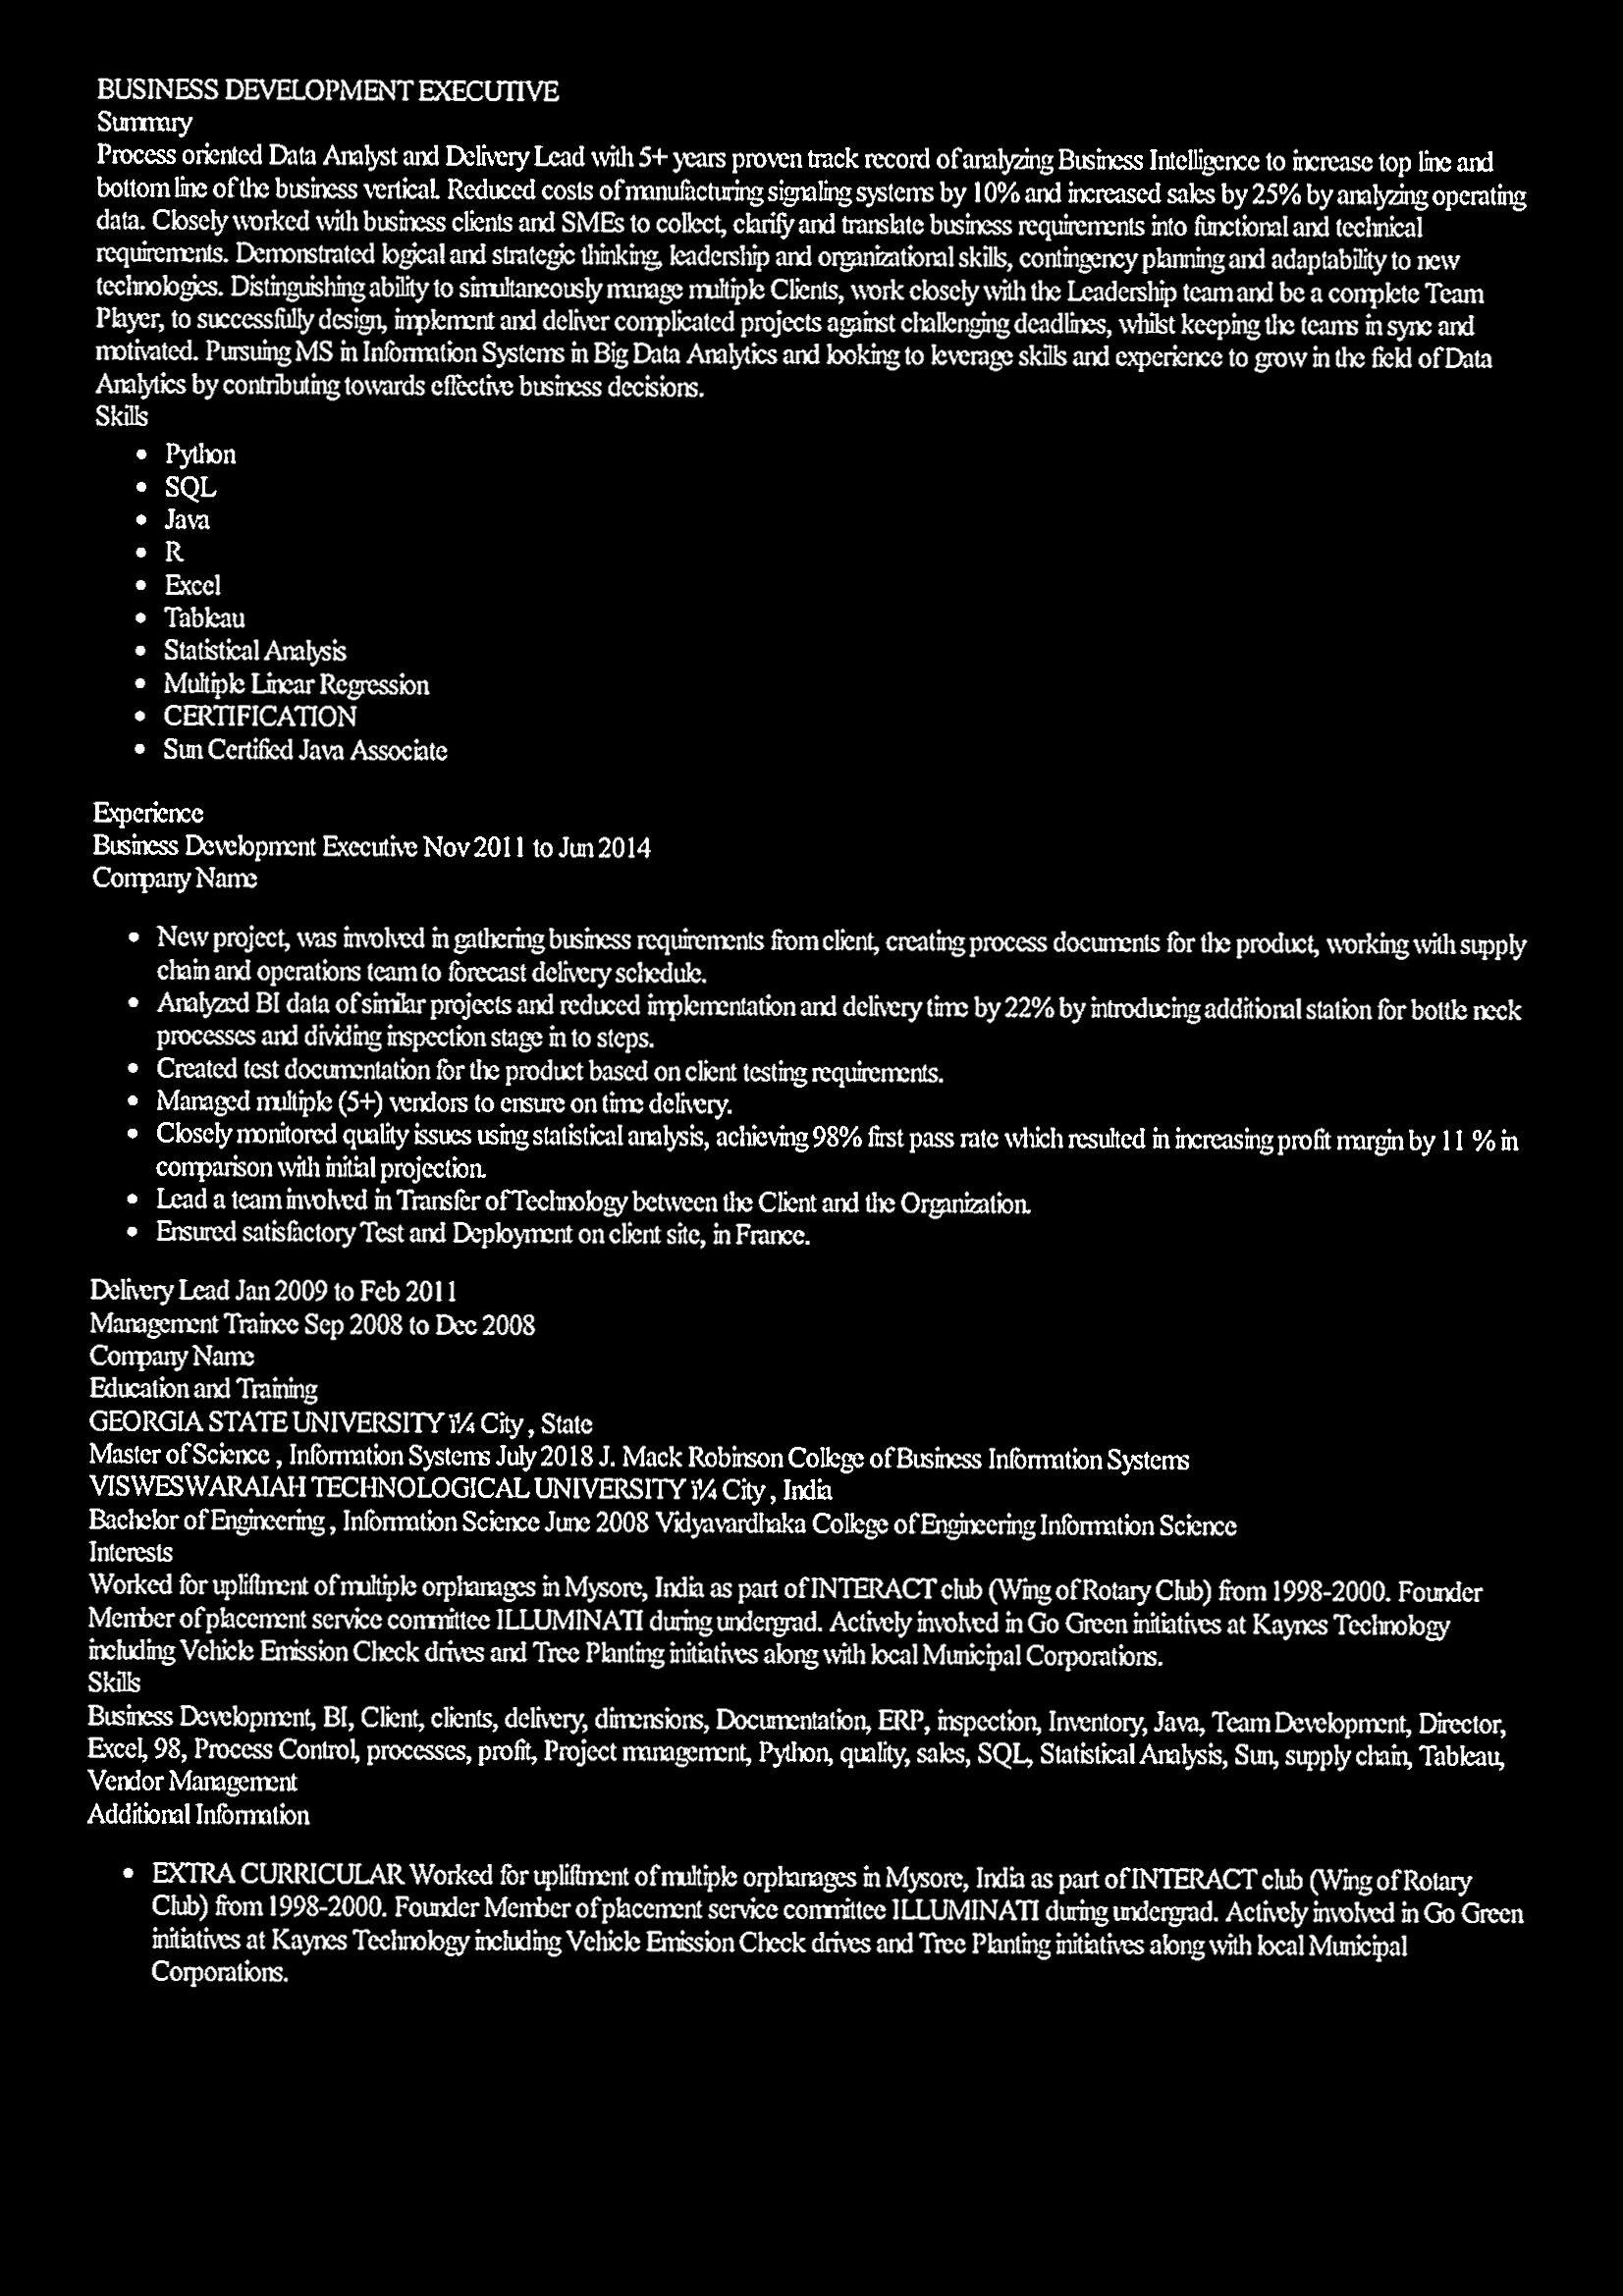 BUSINESS DEVELOPMENT EXECUTIVE
Summary
Process oriented Data Analyst and Delivery Lead with 5+ years proven track record of analyzing Business Intelligence to increase top line and
bottom line of the business vertical. Reduced costs of manufacturing signaling systems by 10% and increased sales by 25% by analyzing operating
data. Closely worked with business clients and SMEs to collect, clarify and translate business requirements into functional and technical
requirements. Demonstrated logical and strategic thinking, leadership and organizational skills, contingency planning and adaptability to new
technologies. Distinguishing ability to simultaneously manage multiple Clients, work closely with the Leadership team and be a complete Team
Player, to successfully design, implement and deliver complicated projects against challenging deadlines, whilst keeping the teams in sync and
motivated. Pursuing MS in Information Systems in Big Data Analytics and looking to leverage skills and experience to grow in the field of Data
Analytics by contributing towards effective business decisions.
Skills
• Python
• SQL
• Java
• R
• Excel
• Tableau
• Statistical Analysis
• Multiple Linear Regression
• CERTIFICATION
• Sun Certified Java Associate
Experience
Business Development Executive Nov 2011 to Jun 2014
Company Name
• New project, was involved in gathering business requirements from client, creating process documents for the product, working with supply
chain and operations team to forecast delivery schedule.
• Analyzed BI data of similar projects and reduced implementation and delivery time by 22% by introducing additional station for bottle neck
processes and dividing inspection stage in to steps.
• Created test documentation for the product based on client testing requirements.
• Managed multiple (5+) vendors to ensure on time delivery.
• Closely monitored quality issues using statistical analysis, achieving 98% first pass rate which resulted in increasing profit margin by 11 % in
comparison with initial projection.
• Lead a team involved in Transfer of Technology between the Client and the Organization.
• Ensured satisfactory Test and Deployment on client site, in France.
Delivery Lead Jan 2009 to Feb 2011
Management Trainee Sep 2008 to Dec 2008
Company Name
Education and Training
GEORGIA STATE UNIVERSITY ï¼ City , State
Master of Science , Information Systems July 2018 J. Mack Robinson College of Business Information Systems
VISWESWARAIAH TECHNOLOGICAL UNIVERSITY ï¼ City , India
Bachelor of Engineering , Information Science June 2008 Vidyavardhaka College of Engineering Information Science
Interests
Worked for upliftment of multiple orphanages in Mysore, India as part of INTERACT club (Wing of Rotary Club) from 1998-2000. Founder
Member of placement service committee ILLUMINATI during undergrad. Actively involved in Go Green initiatives at Kaynes Technology
including Vehicle Emission Check drives and Tree Planting initiatives along with local Municipal Corporations.
Skills
Business Development, BI, Client, clients, delivery, dimensions, Documentation, ERP, inspection, Inventory, Java, Team Development, Director,
Excel, 98, Process Control, processes, profit, Project management, Python, quality, sales, SQL, Statistical Analysis, Sun, supply chain, Tableau,
Vendor Management
Additional Information
• EXTRA CURRICULAR Worked for upliftment of multiple orphanages in Mysore, India as part of INTERACT club (Wing of Rotary
Club) from 1998-2000. Founder Member of placement service committee ILLUMINATI during undergrad. Actively involved in Go Green
initiatives at Kaynes Technology including Vehicle Emission Check drives and Tree Planting initiatives along with local Municipal
Corporations.